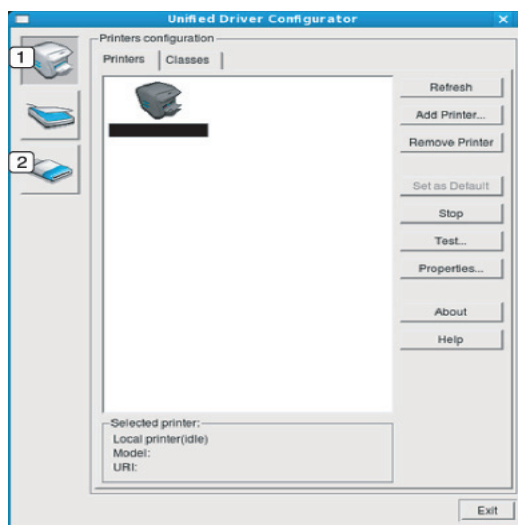 Unified Driver Configurator
Printers configuration
1
Printers
Classes
2
Refresh
Add Printer...
Remove Printer
Set as Default
Stop
Test...
Properties...
About
Help
Selected printer:
Local printer(idle)
Model:
URI:
Exit